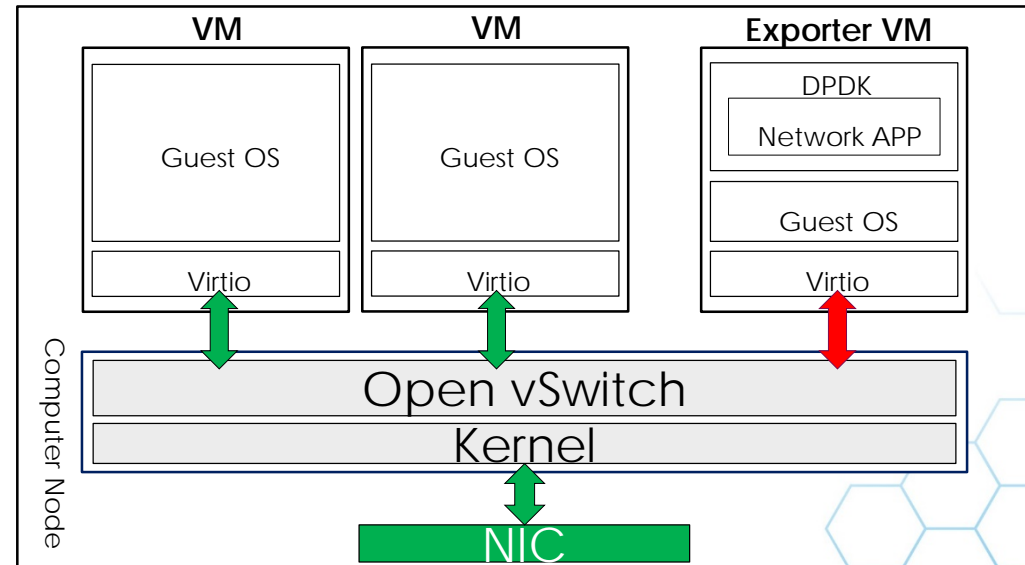 VM
VM
Exporter VM
Guest OS
Guest OS
DPDK
Network APP
Guest OS
Virtio
Virtio
Virtio
Computer Node
Open vSwitch
Kernel
NIC